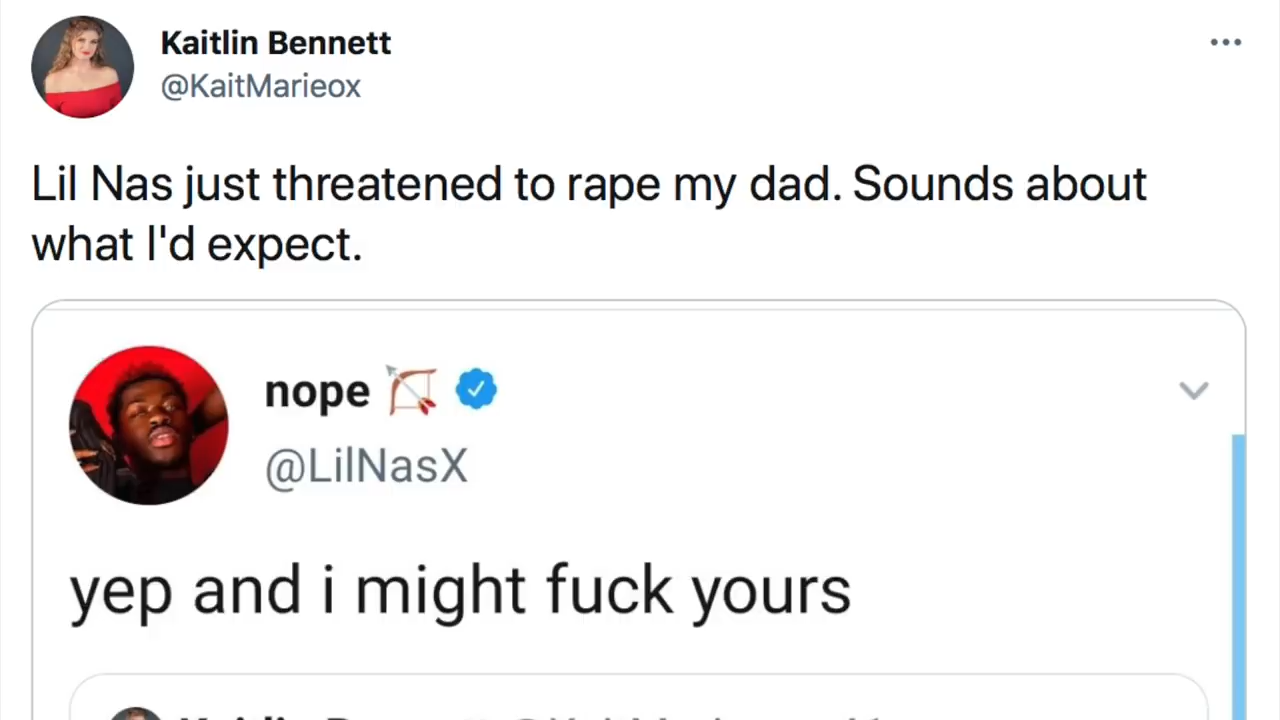 Kaitlin Bennett
@KaitMarieox
Lil Nas just threatened to rape my dad. Sounds about
what I'd expect.
nope
@LilNasX
yep and i might fuck yours